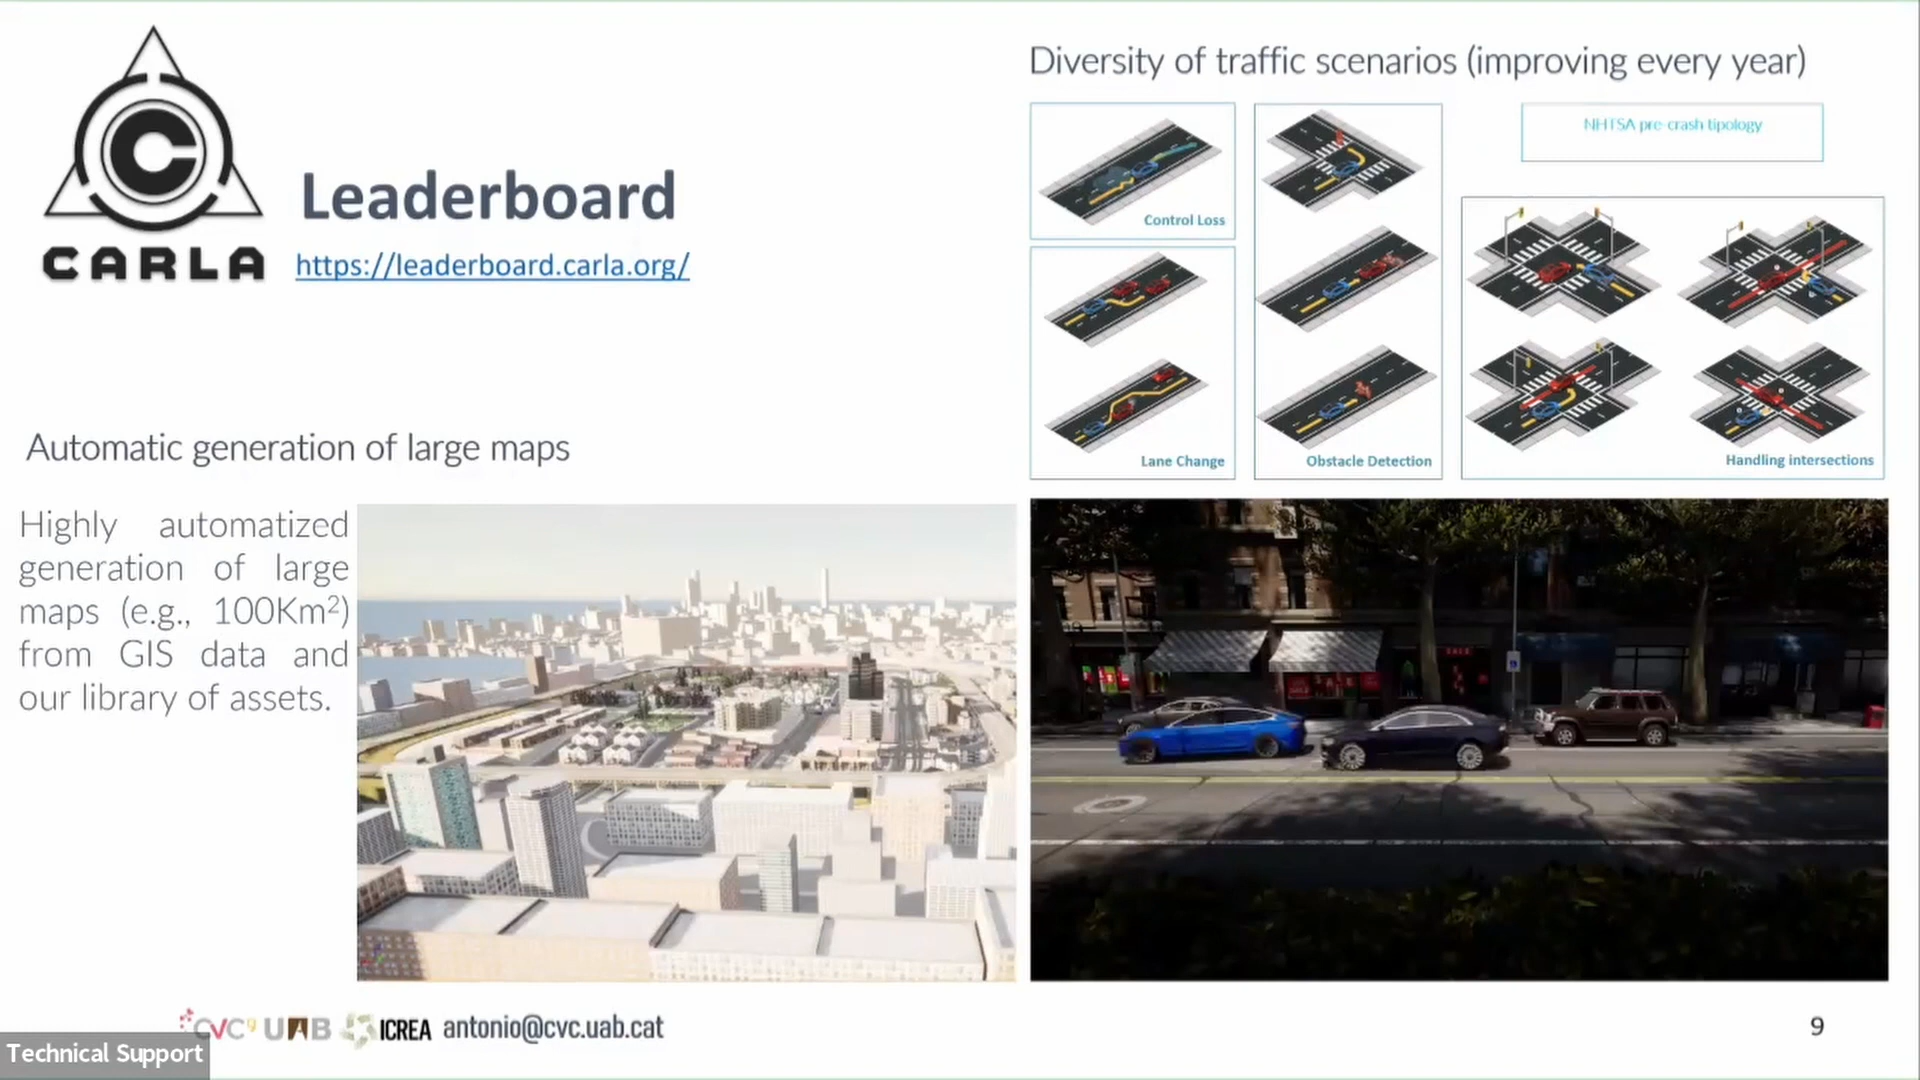 CARLA
Leaderboard
https://leaderboard.carla.org/
Diversity of traffic scenarios (improving every year)
NHTSA pre-crash tipology
Control Loss
Lane Change
Obstacle Detection
Handling intersections
Automatic generation of large maps
Highly automatized
generation of large
maps (e.g., 100Km²)
from GIS data and
our library of assets.
SALE
SALE
CVC UAB ICREA antonio@cvc.uab.cat
9
Technical Support